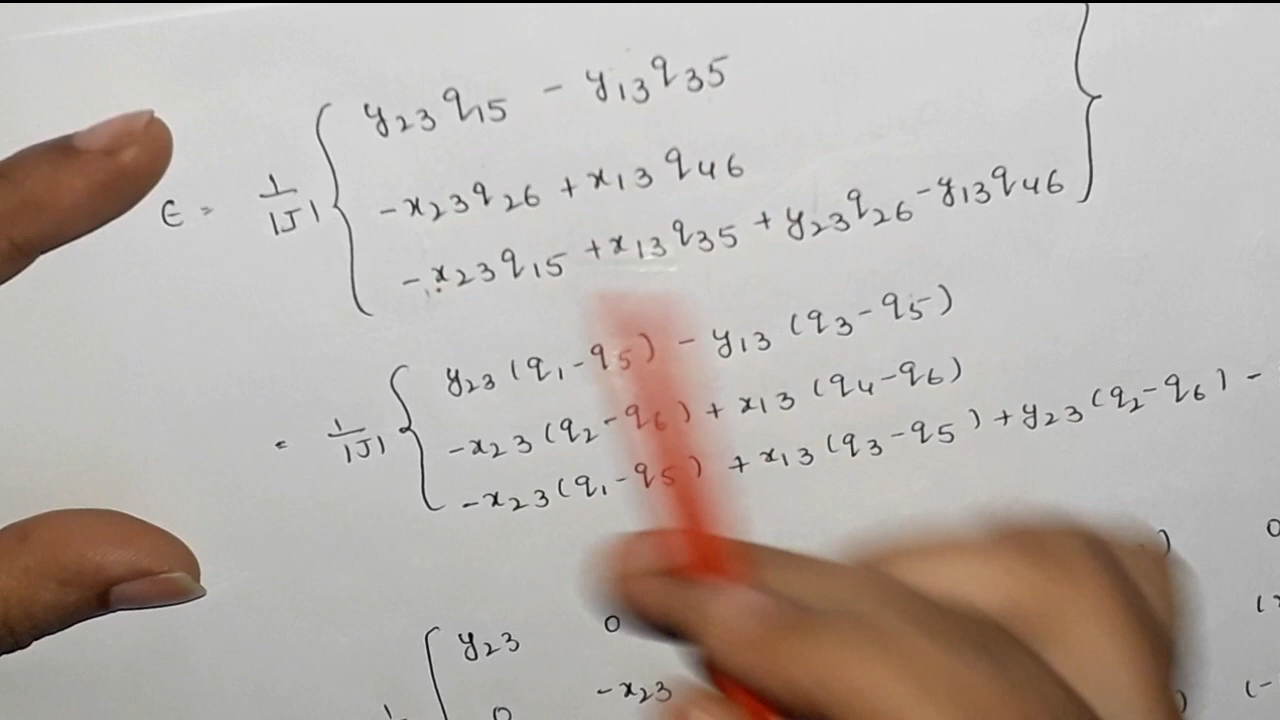 y23 q15 - y13 q35
ϵ = 1/|J| { -x23 q26 + x13 q46 }
-x23 q15 + x13 q35 + y23 q26 - y13 q46
y23 (q1 - q5) - y13 (q3 - q5)
= 1/|J| { -x23 (q2 - q6) + x13 (q4 - q6)
-x23 (q1 - q5) + x13 (q3 - q5) + y23 (q2 - q6) -
) 0
y23 0
0 -x23 ) (-